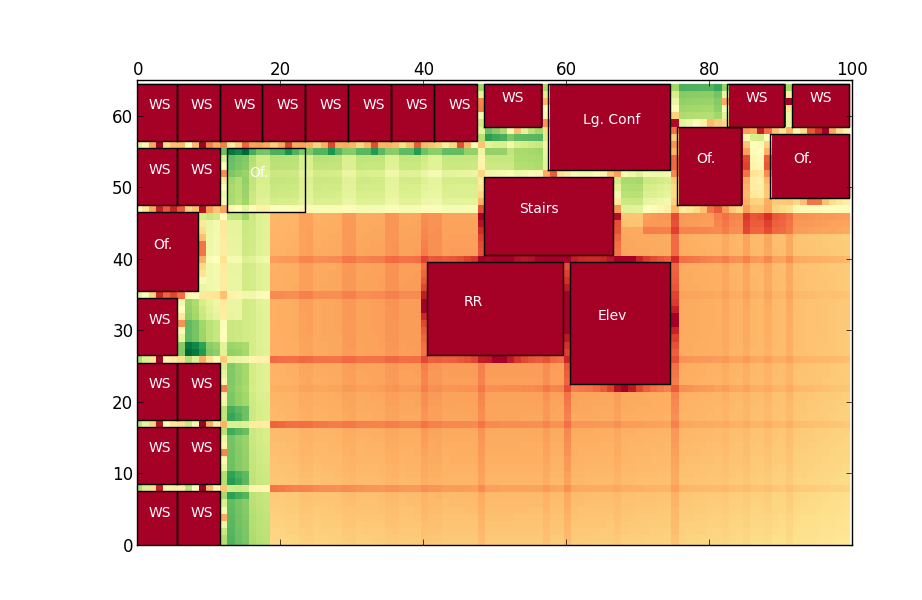 0 20 40 60 80 100
60 WS WS WS WS WS WS WS WS WS Lg. Conf WS WS
50 WS WS Of. Of. Of.
Stairs
40 Of.
30 WS RR Elev
20 WS WS
10 WS WS
0 WS WS